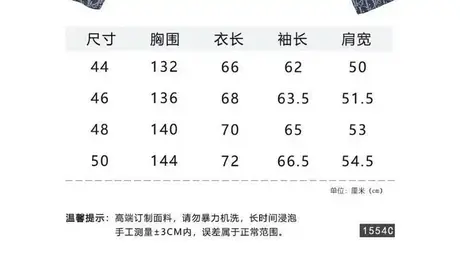 尺寸 胸围 衣长 袖长 肩宽
44 132 66 62 50
46 136 68 63.5 51.5
48 140 70 65 53
50 144 72 66.5 54.5
单位：厘米（cm）
温馨提示：高端订制面料，请勿暴力机洗，长时间浸泡
手工测量±3CM内，误差属于正常范围。
1554C